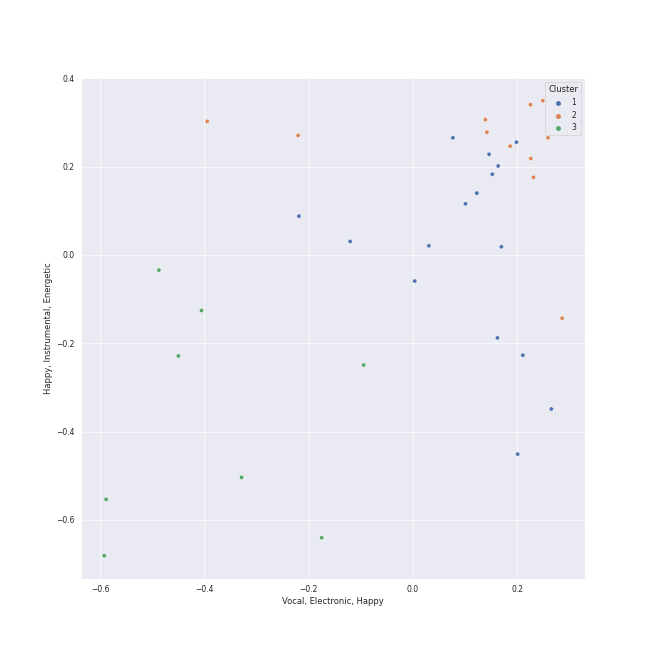 Cluster
1
2
3
0.4
0.2
0.0
−0.2
−0.4
−0.6
Happy, Instrumental, Energetic
−0.6 −0.4 −0.2 0.0 0.2
Vocal, Electronic, Happy